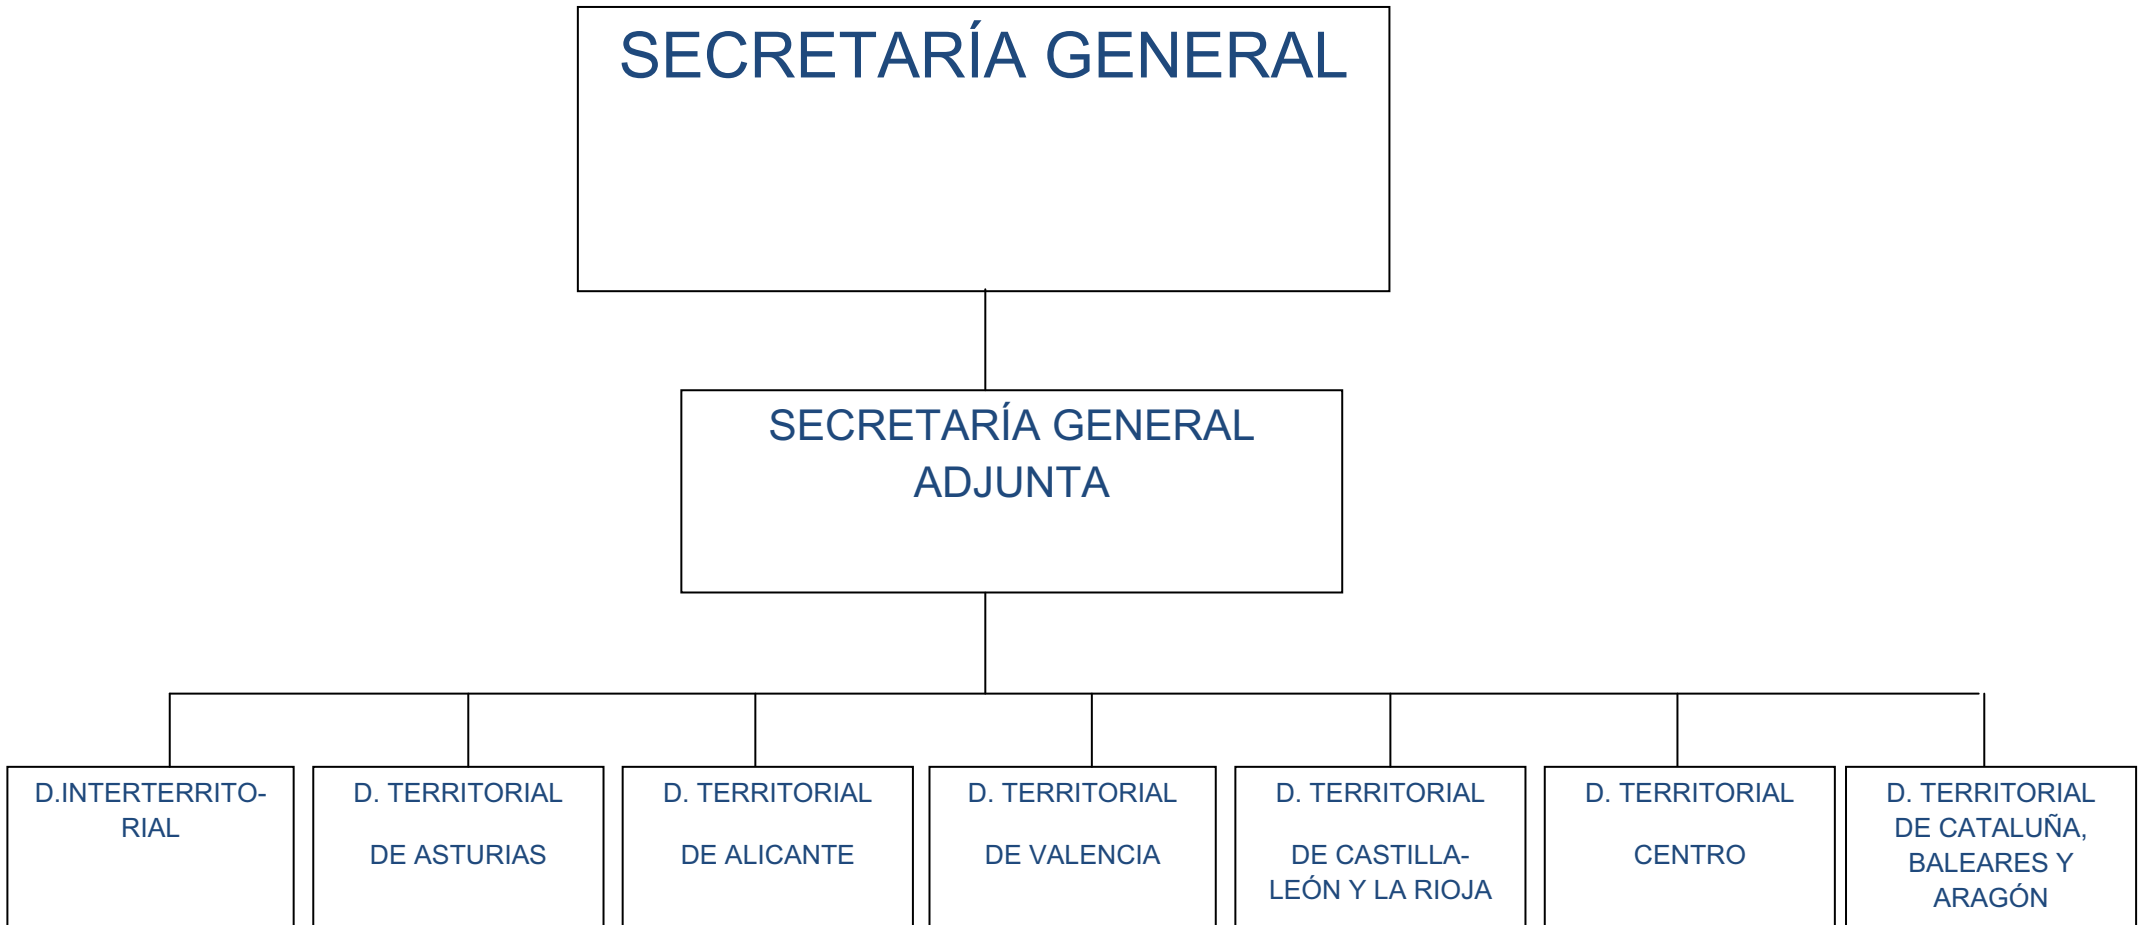 SECRETARÍA GENERAL
SECRETARÍA GENERAL
ADJUNTA
D.INTERTERRITO-
RIAL
D. TERRITORIAL
DE ASTURIAS
D. TERRITORIAL
DE ALICANTE
D. TERRITORIAL
DE VALENCIA
D. TERRITORIAL
DE CASTILLA-
LEÓN Y LA RIOJA
D. TERRITORIAL
CENTRO
D. TERRITORIAL
DE CATALUÑA,
BALEARES Y
ARAGÓN